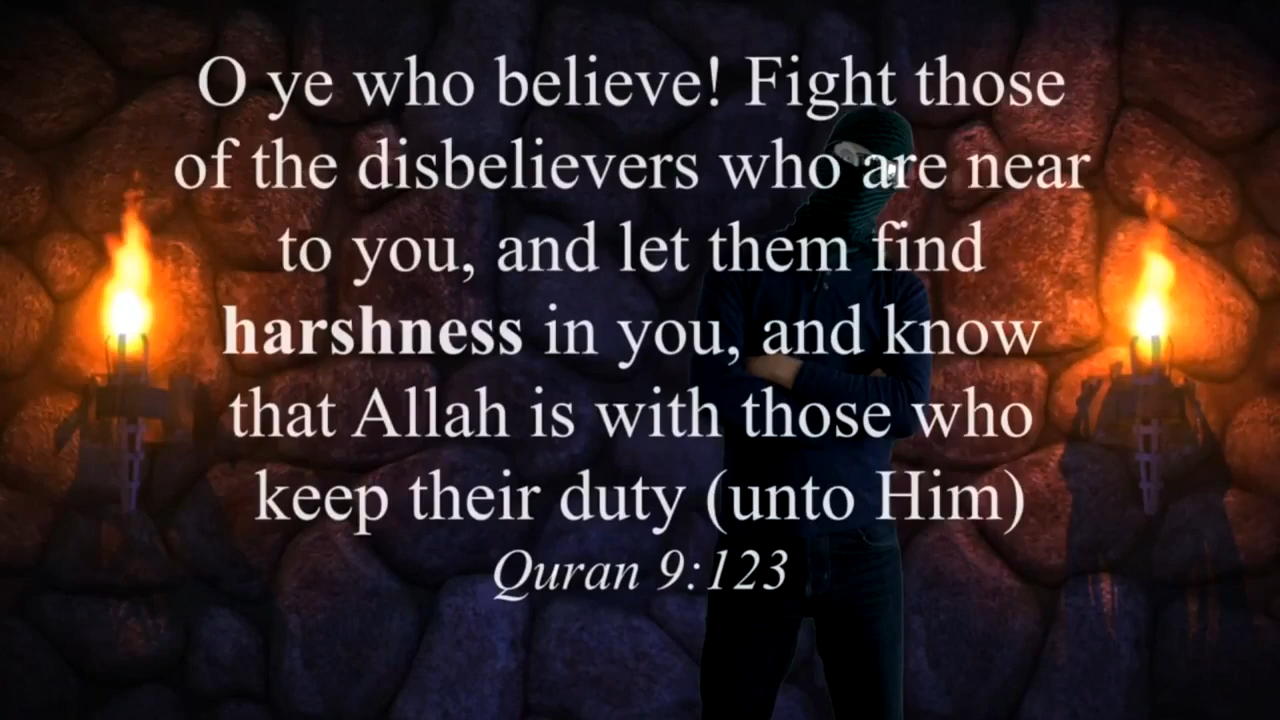 O ye who believe! Fight those
of the disbelievers who are near
to you, and let them find
harshness in you, and know
that Allah is with those who
keep their duty (unto Him)
Quran 9:123